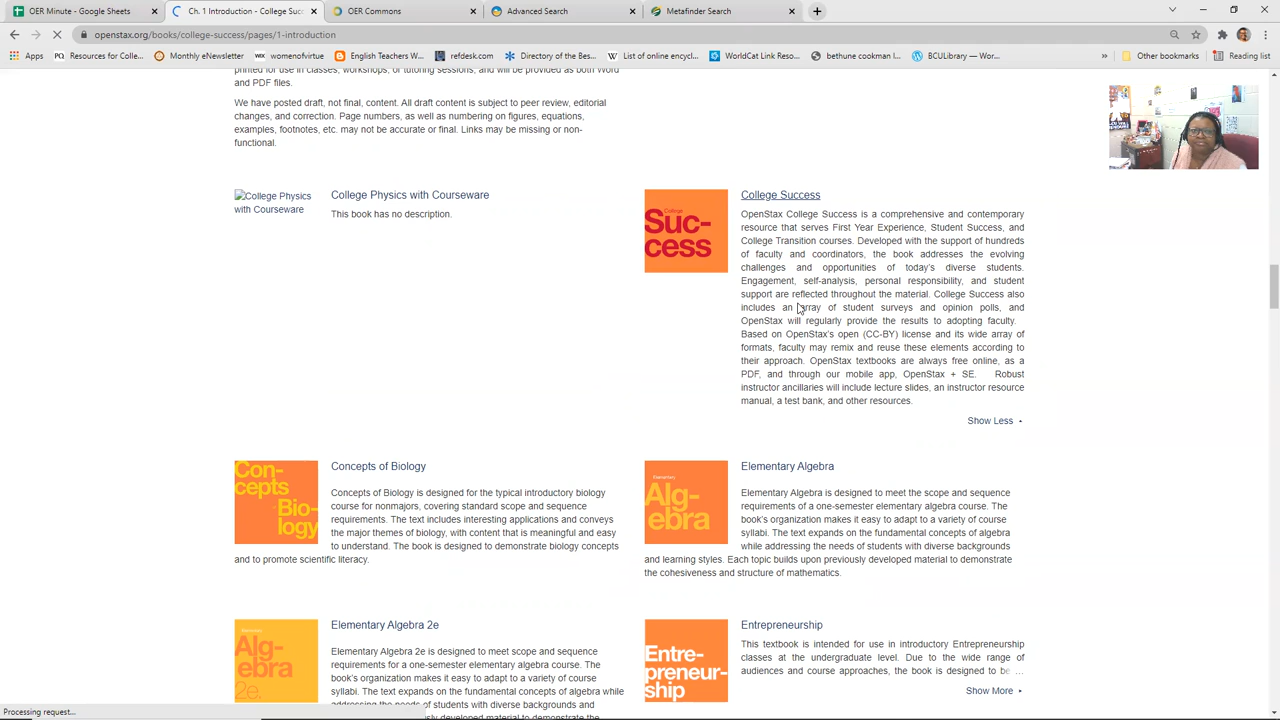 OER Minute - Google Sheets
Ch. 1 Introduction - College Succ
OER Commons
Advanced Search
Metafinder Search
openstax.org/books/college-success/pages/1-introduction
Apps
Resources for Colle...
Monthly Newsletter
womenofvirtue
English Teachers W...
refdesk.com
Directory of the Bes...
List of online encycl...
WorldCat Link Reso...
bethune cookman l...
BCULibrary (@BCU...
»
Other bookmarks
Reading list
printed for use in classes, workshops, or tutoring sessions, and will be provided as both Word
and PDF files.
We have posted draft, not final, content. All draft content is subject to peer review, editorial
changes, and correction. Page numbers, as well as numbering on figures, equations,
examples, footnotes, etc. may not be accurate or final. Links may be missing or non-
functional.
College Physics
with Courseware
College Physics with Courseware
This book has no description.
College
Suc-
cess
College Success
OpenStax College Success is a comprehensive and contemporary
resource that serves First Year Experience, Student Success, and
College Transition courses. Developed with the support of hundreds
of faculty and coordinators, the book addresses the evolving
challenges and opportunities of today's diverse students.
Engagement, self-analysis, personal responsibility, and student
support are reflected throughout the material. College Success also
includes an array of student surveys and opinion polls, and
OpenStax will regularly provide the results to adopting faculty.
Based on OpenStax's open (CC-BY) license and its wide array of
formats, faculty may remix and reuse these elements according to
their approach. OpenStax textbooks are always free online, as a
PDF, and through our mobile app, OpenStax + SE. Robust
instructor ancillaries will include lecture slides, an instructor resource
manual, a test bank, and other resources.
Show Less
Con-
cepts
Bio-
logy
Concepts of Biology
Concepts of Biology is designed for the typical introductory biology
course for nonmajors, covering standard scope and sequence
requirements. The text includes interesting applications and conveys
the major themes of biology, with content that is meaningful and easy
to understand. The book is designed to demonstrate biology concepts
and to promote scientific literacy.
Elementary
Alg-
ebra
Elementary Algebra
Elementary Algebra is designed to meet the scope and sequence
requirements of a one-semester elementary algebra course. The
book's organization makes it easy to adapt to a variety of course
syllabi. The text expands on the fundamental concepts of algebra
while addressing the needs of students with diverse backgrounds
and learning styles. Each topic builds upon previously developed material to demonstrate
the cohesiveness and structure of mathematics.
Elementary
Alg-
ebra
2e.
Elementary Algebra 2e
Elementary Algebra 2e is designed to meet scope and sequence
requirements for a one-semester elementary algebra course. The
book's organization makes it easy to adapt to a variety of course
syllabi. The text expands on the fundamental concepts of algebra while
addressing the needs of students with diverse backgrounds and
Entre-
preneur-
ship
Entrepreneurship
This textbook is intended for use in introductory Entrepreneurship
classes at the undergraduate level. Due to the wide range of
audiences and course approaches, the book is designed to be ...
Show More
Processing request...